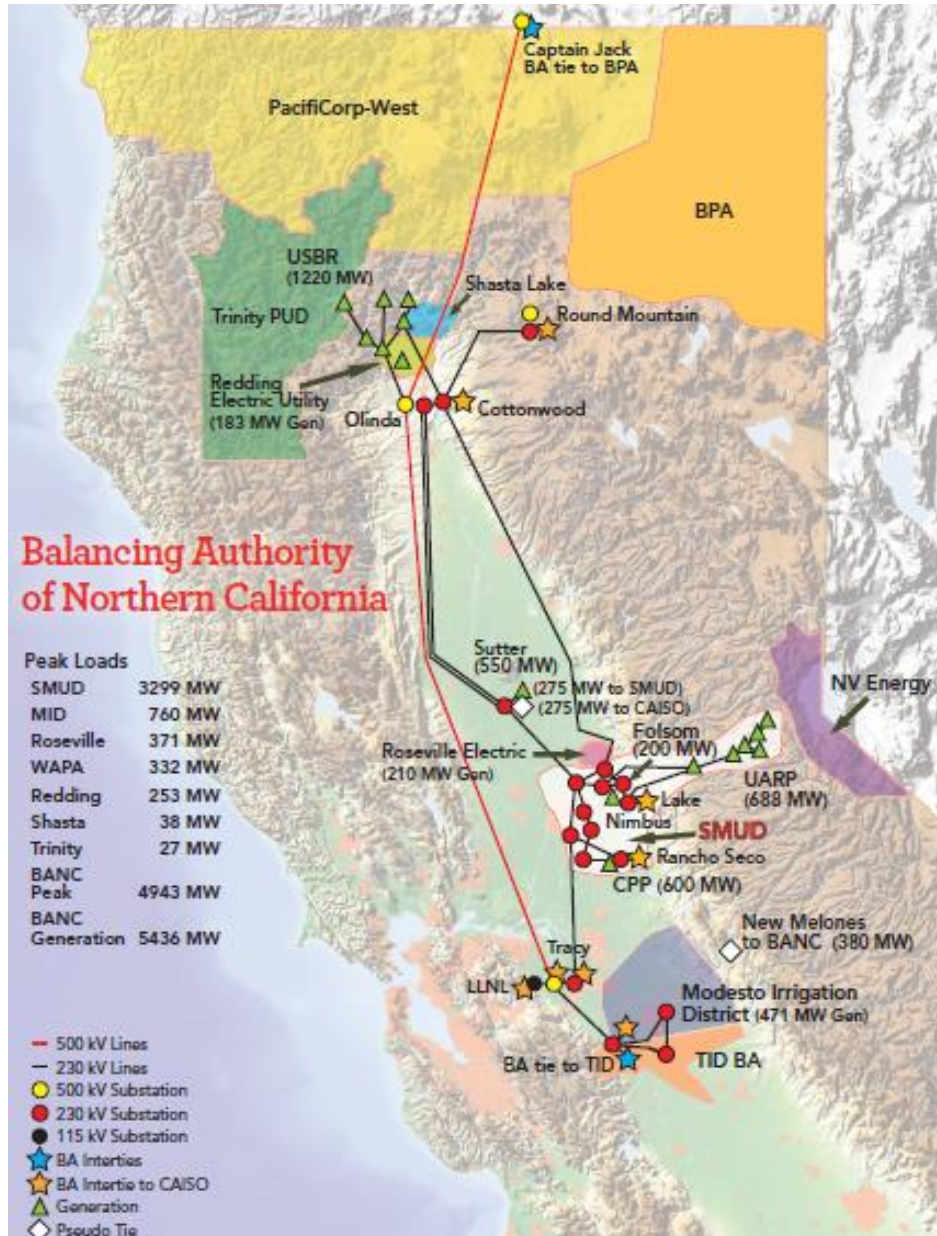 Captain Jack
BA tie to BPA
PacifiCorp-West
BPA
USBR
(1220 MW)
Shasta Lake
Trinity PUD
Round Mountain
Redding
Electric Utility
(183 MW Gen)
Olinda
Cottonwood
Balancing Authority
of Northern California
Peak Loads
SMUD 3299 MW
MID 760 MW
Roseville 371 MW
WAPA 332 MW
Redding 253 MW
Shasta 38 MW
Trinity 27 MW
BANC
Peak 4943 MW
BANC
Generation 5436 MW
Sutter
(550 MW)
(275 MW to SMUD)
(275 MW to CAISO)
NV Energy
Roseville Electric
(210 MW Gen)
Folsom
(200 MW)
UARP
(688 MW)
Lake
Nimbus
SMUD
Rancho Seco
CPP (600 MW)
New Melones
to BANC (380 MW)
Tracy
LLNL
Modesto Irrigation
District (471 MW Gen)
BA tie to TID
TID BA
500 kV Lines
230 kV Lines
500 kV Substation
230 kV Substation
115 kV Substation
BA Interties
BA Intertie to CAISO
Generation
Pseudo Tie